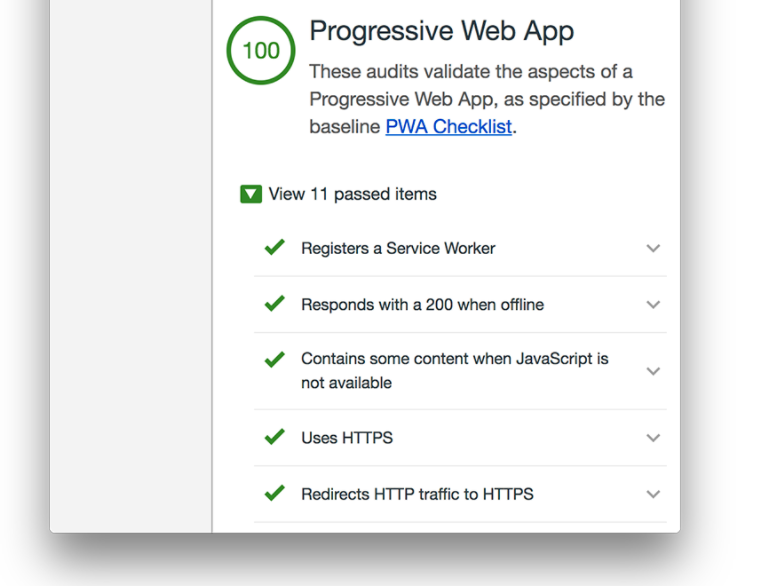 100
Progressive Web App
These audits validate the aspects of a
Progressive Web App, as specified by the
baseline PWA Checklist.
View 11 passed items
Registers a Service Worker
Responds with a 200 when offline
Contains some content when JavaScript is
not available
Uses HTTPS
Redirects HTTP traffic to HTTPS